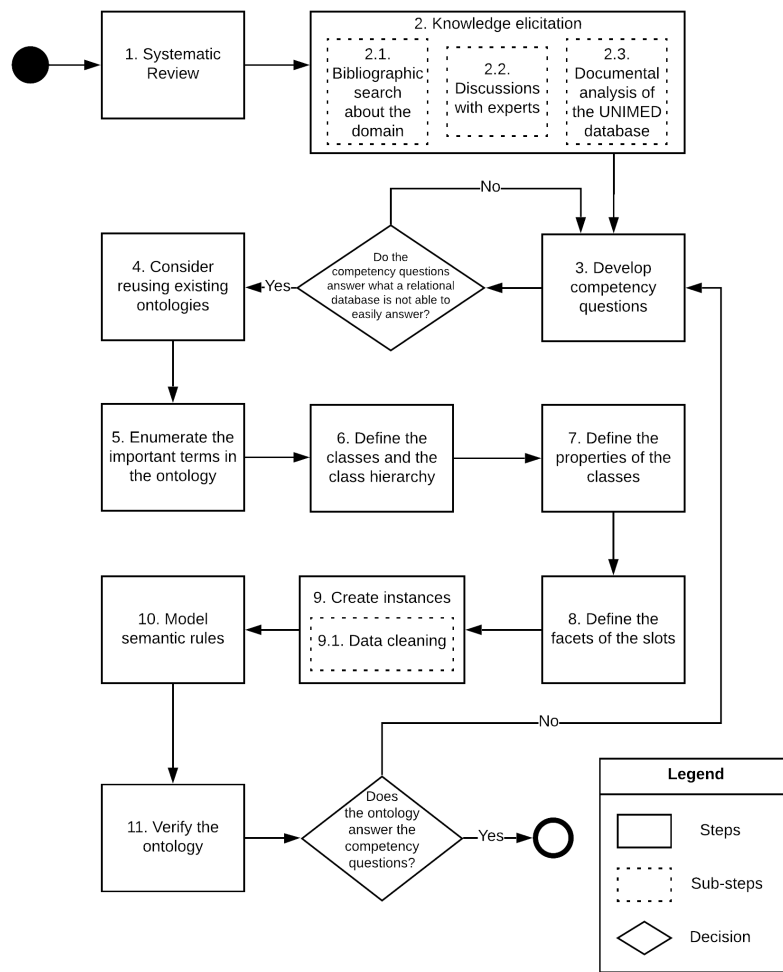 1. Systematic
Review
2. Knowledge elicitation
2.1.
Bibliographic
search
about the
domain
2.2.
Discussions
with experts
2.3.
Documental
analysis of
the UNIMED
database
No
Do the
competency questions
answer what a relational
database is not able to
easily answer?
Yes
3. Develop
competency
questions
4. Consider
reusing existing
ontologies
5. Enumerate the
important terms in
the ontology
6. Define the
classes and the
class hierarchy
7. Define the
properties of the
classes
8. Define the
facets of the slots
9. Create instances
9.1. Data cleaning
10. Model
semantic rules
No
11. Verify the
ontology
Does
the ontology
answer the
competency
questions?
Yes
Legend
Steps
Sub-steps
Decision